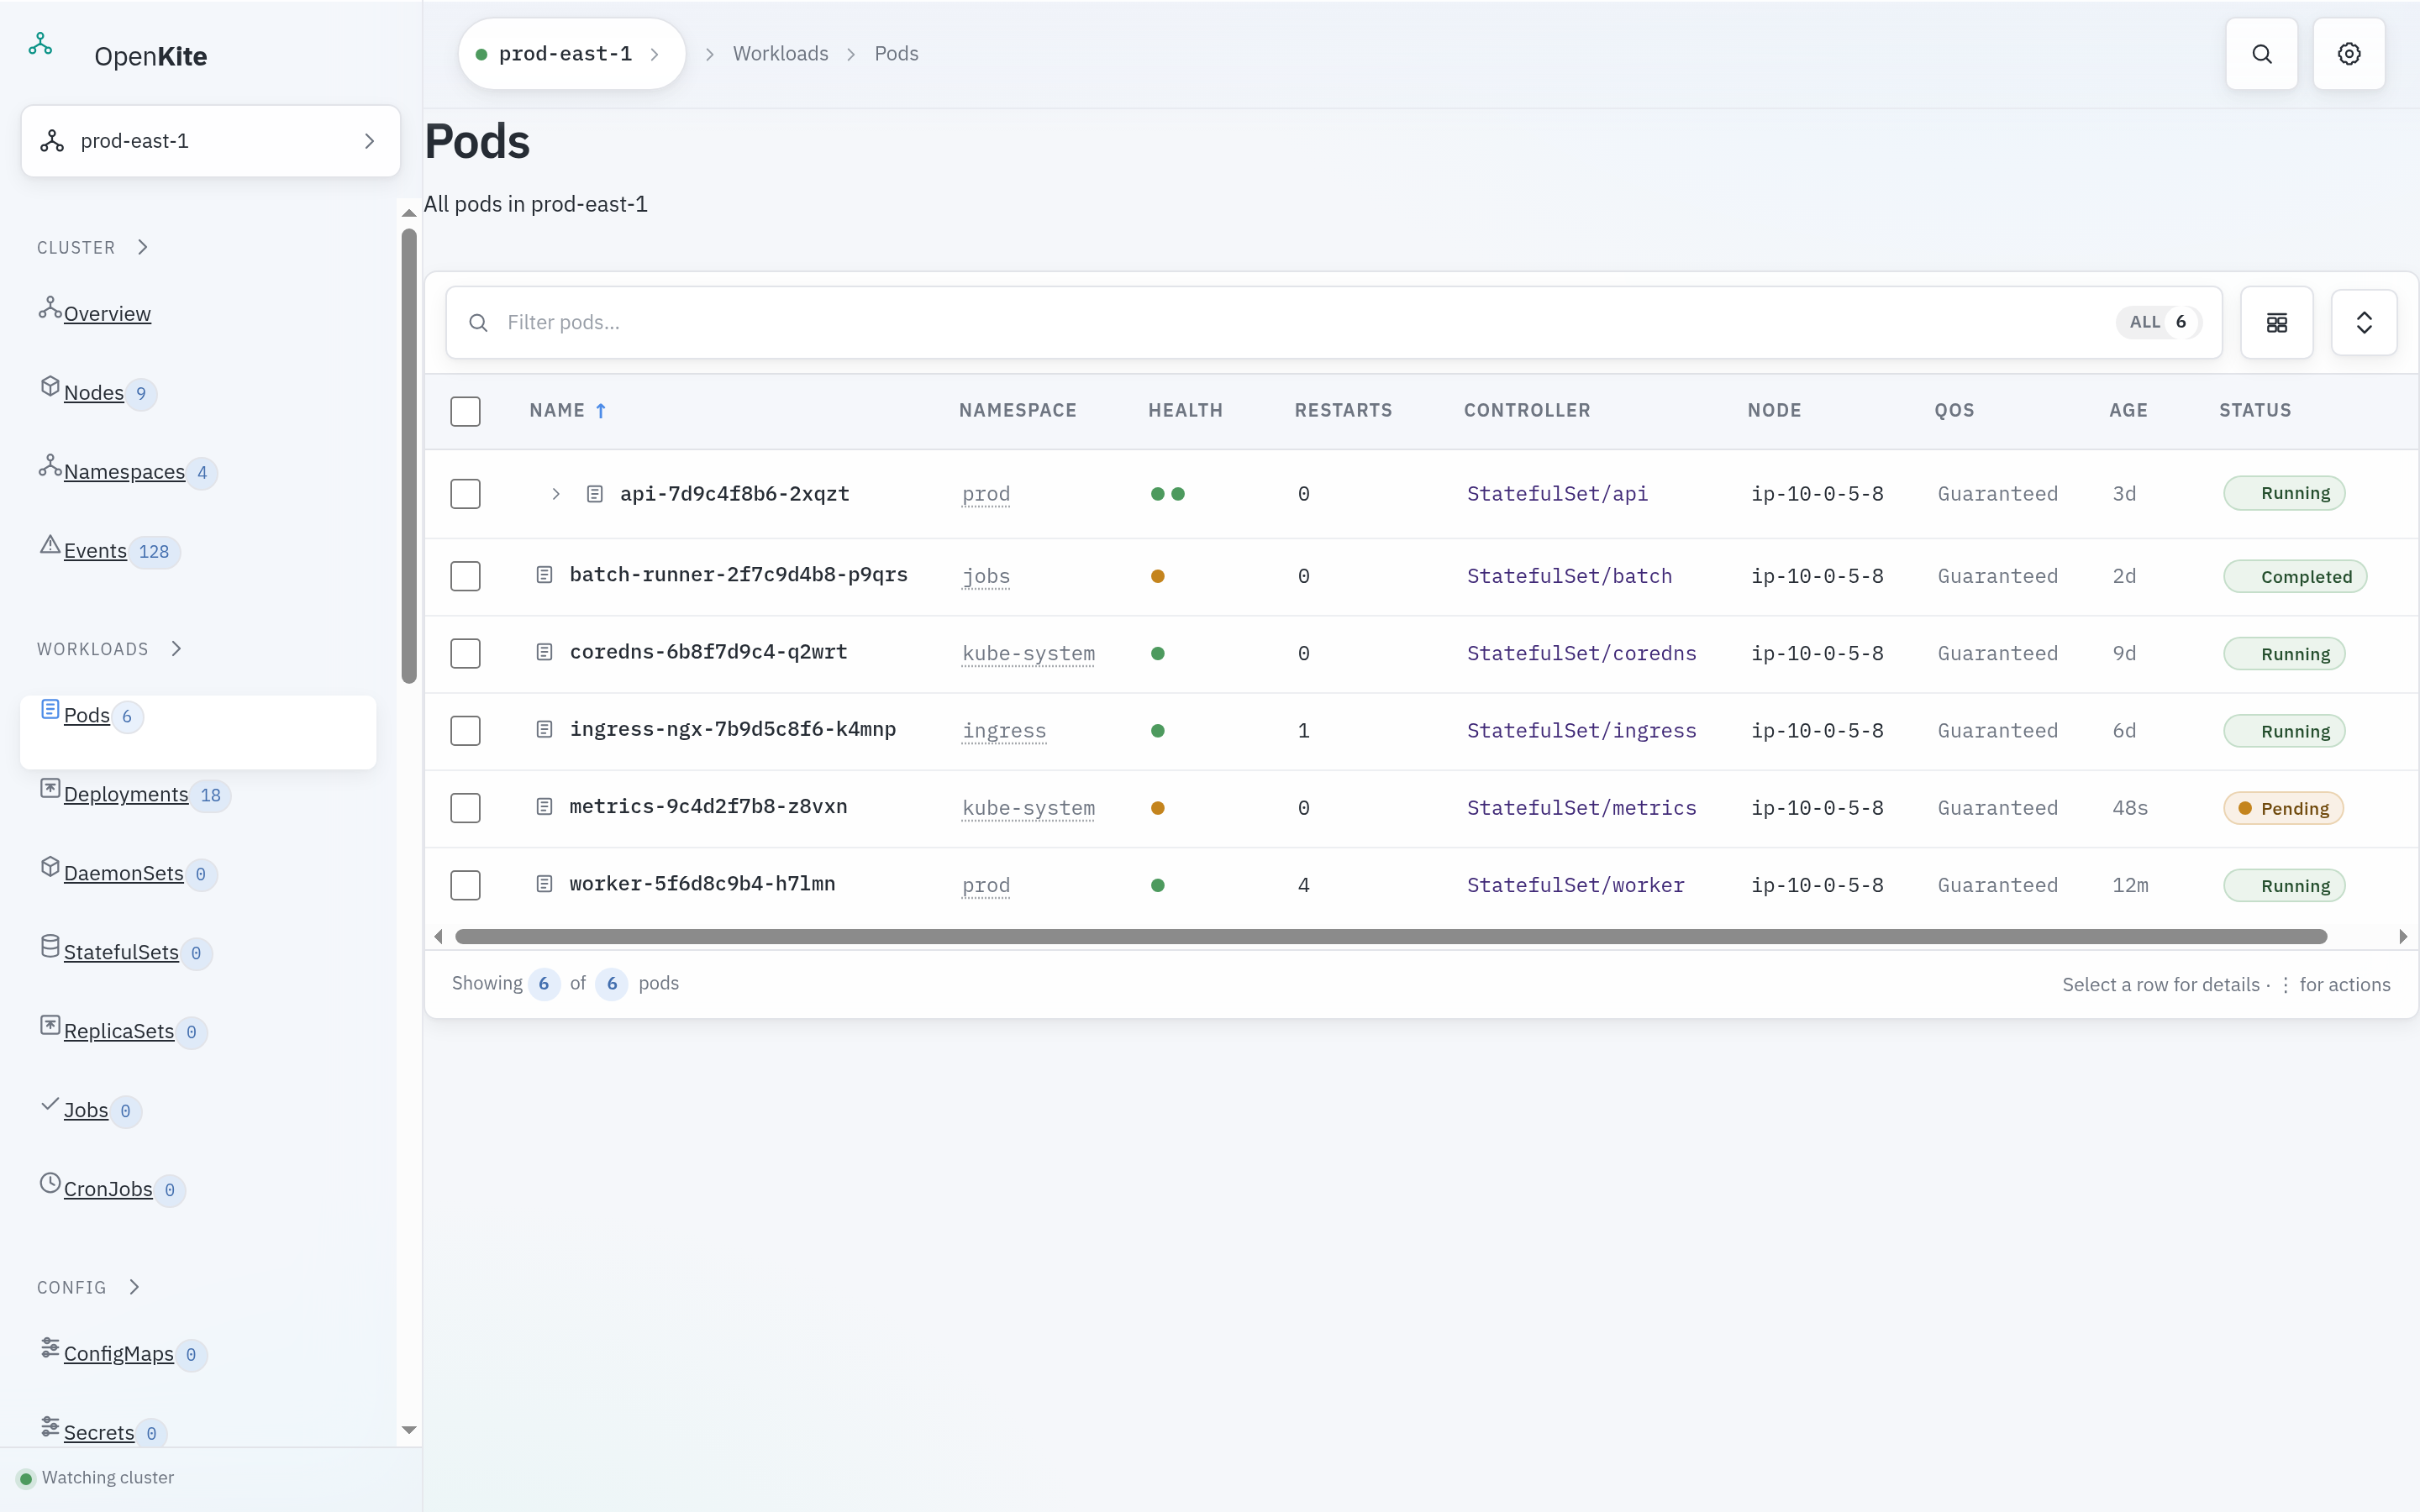 OpenKite
prod-east-1
CLUSTER
Overview
Nodes 9
Namespaces 4
Events 128
WORKLOADS
Pods 6
Deployments 18
DaemonSets 0
StatefulSets 0
ReplicaSets 0
Jobs 0
CronJobs 0
CONFIG
ConfigMaps 0
Secrets 0
Watching cluster
prod-east-1 Workloads Pods
Pods
All pods in prod-east-1
Filter pods... ALL 6
NAME ↑ NAMESPACE HEALTH RESTARTS CONTROLLER NODE QOS AGE STATUS
api-7d9c4f8b6-2xqzt prod 0 StatefulSet/api ip-10-0-5-8 Guaranteed 3d Running
batch-runner-2f7c9d4b8-p9qrs jobs 0 StatefulSet/batch ip-10-0-5-8 Guaranteed 2d Completed
coredns-6b8f7d9c4-q2wrt kube-system 0 StatefulSet/coredns ip-10-0-5-8 Guaranteed 9d Running
ingress-ngx-7b9d5c8f6-k4mnp ingress 1 StatefulSet/ingress ip-10-0-5-8 Guaranteed 6d Running
metrics-9c4d2f7b8-z8vxn kube-system 0 StatefulSet/metrics ip-10-0-5-8 Guaranteed 48s Pending
worker-5f6d8c9b4-h7lmn prod 4 StatefulSet/worker ip-10-0-5-8 Guaranteed 12m Running
Showing 6 of 6 pods
Select a row for details · ⋮ for actions